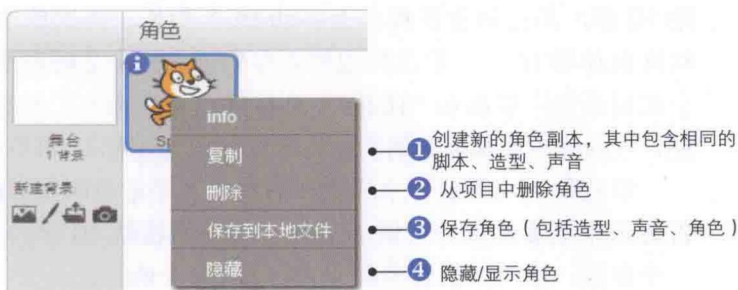 角色
i
舞台
1 背景
新建背景
Sp
info
复制
删除
保存到本地文件
隐藏
1 创建新的角色副本，其中包含相同的
脚本、造型、声音
2 从项目中删除角色
3 保存角色（包括造型、声音、角色）
4 隐藏/显示角色